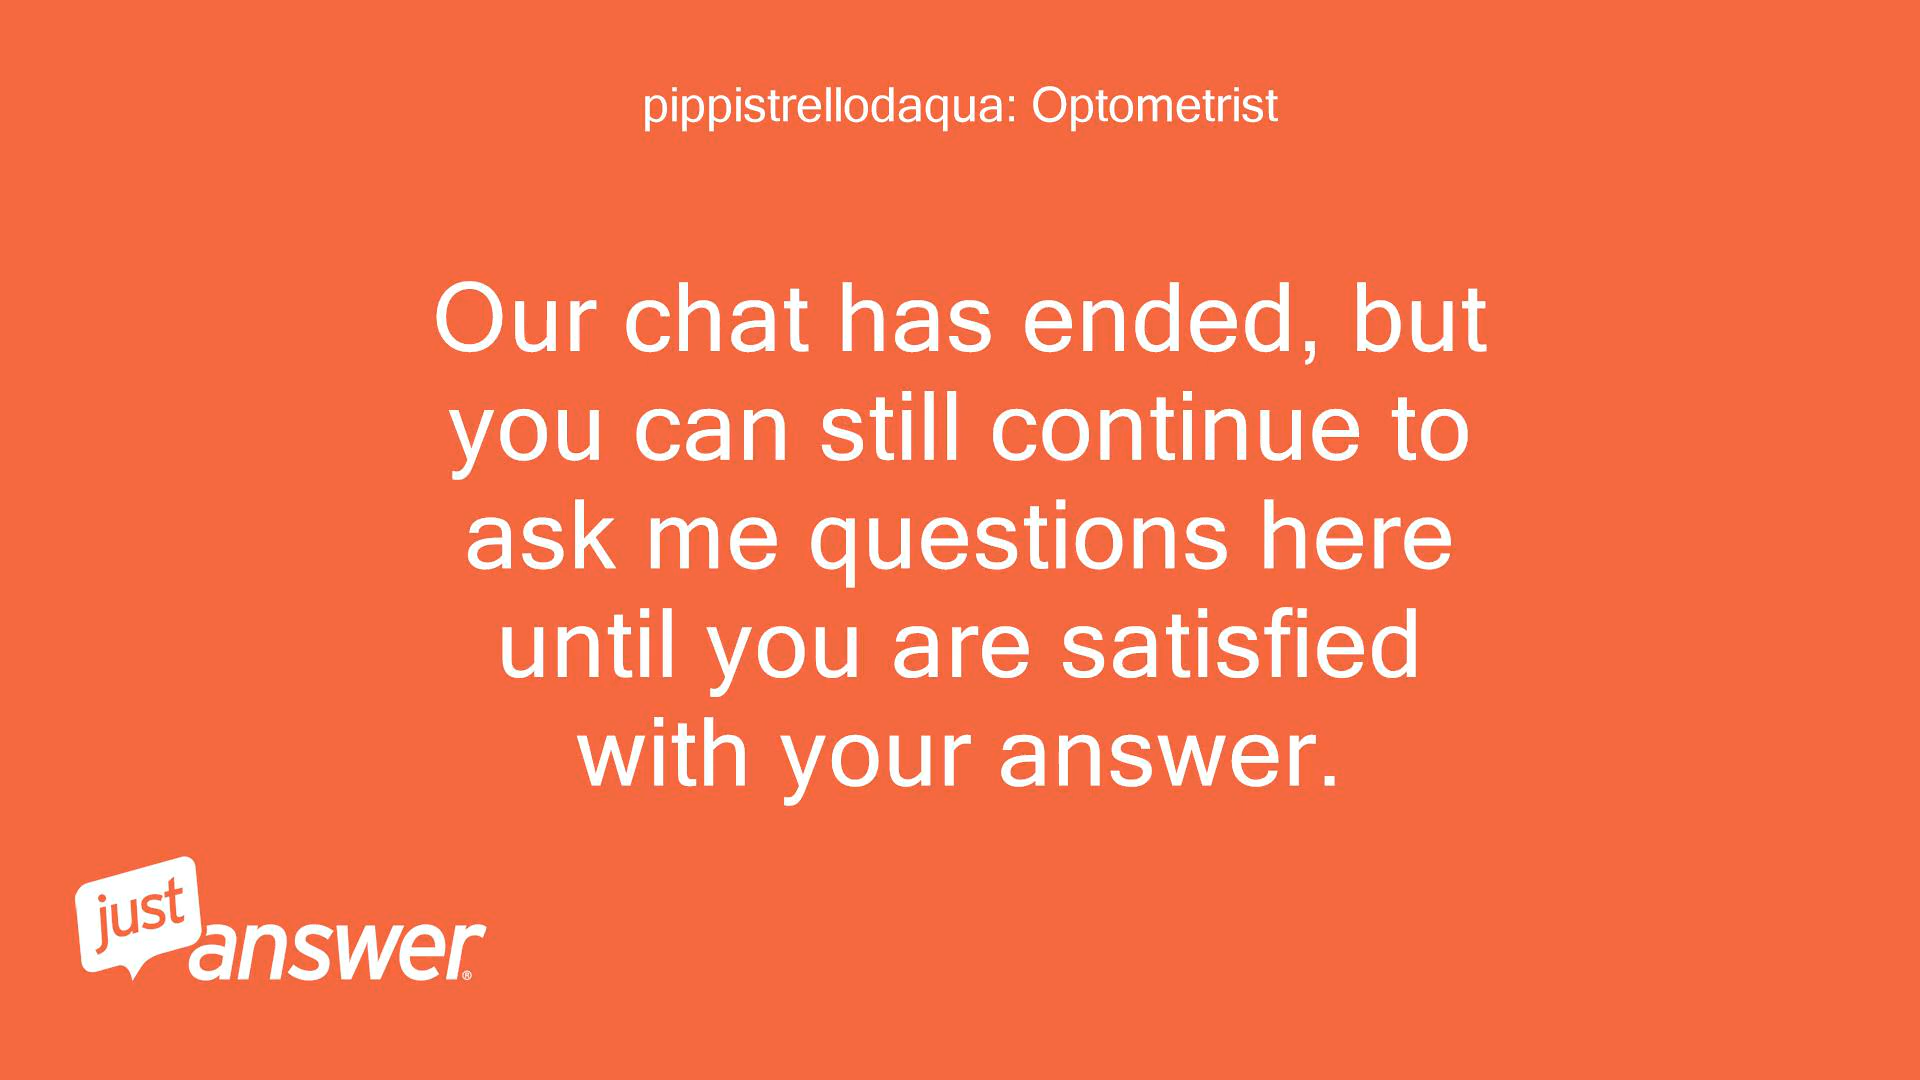 pippistrellodaqua: Optometrist
Our chat has ended, but
you can still continue to
ask me questions here
until you are satisfied
with your answer.
just
answer®